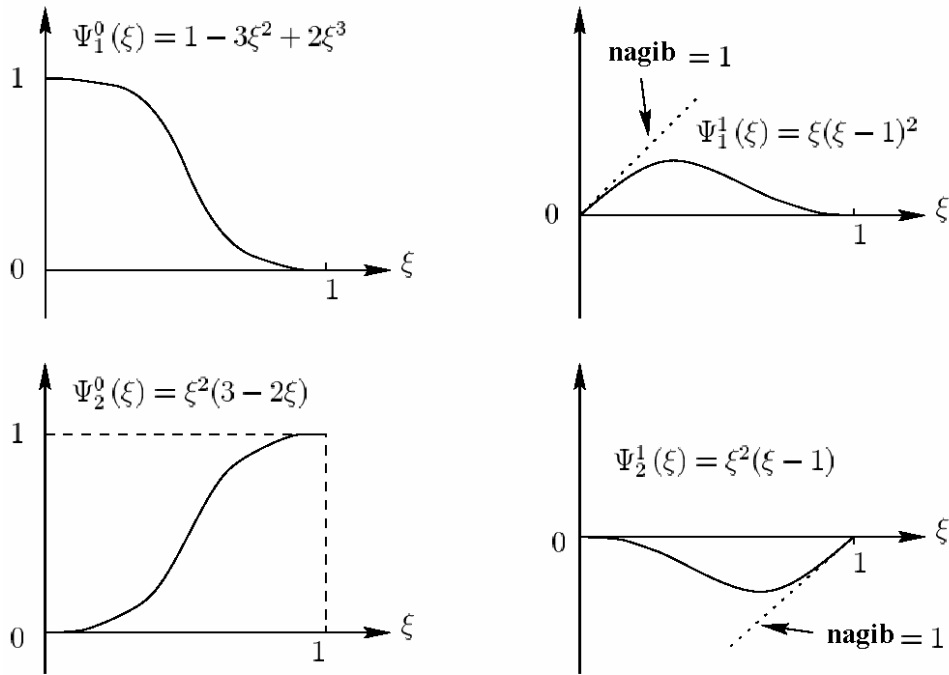 Ψ₁⁰(ξ) = 1 − 3ξ² + 2ξ³
1
0
1
ξ
nagib = 1
Ψ₁¹(ξ) = ξ(ξ − 1)²
0
1
ξ
Ψ₂⁰(ξ) = ξ²(3 − 2ξ)
1
0
1
ξ
Ψ₂¹(ξ) = ξ²(ξ − 1)
0
1
ξ
nagib = 1